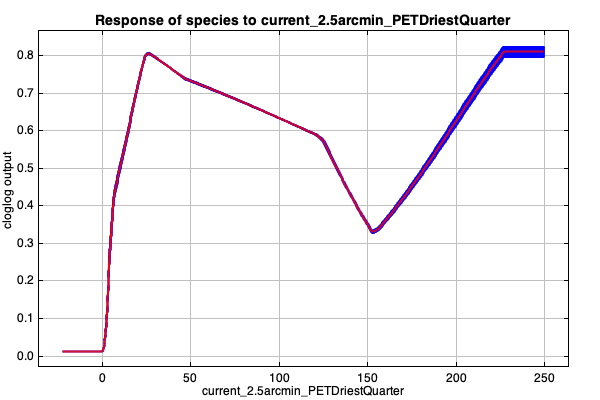 Response of species to current_2.5arcmin_PETDriestQuarter
cloglog output
0.8
0.7
0.6
0.5
0.4
0.3
0.2
0.1
0.0
0 50 100 150 200 250
current_2.5arcmin_PETDriestQuarter